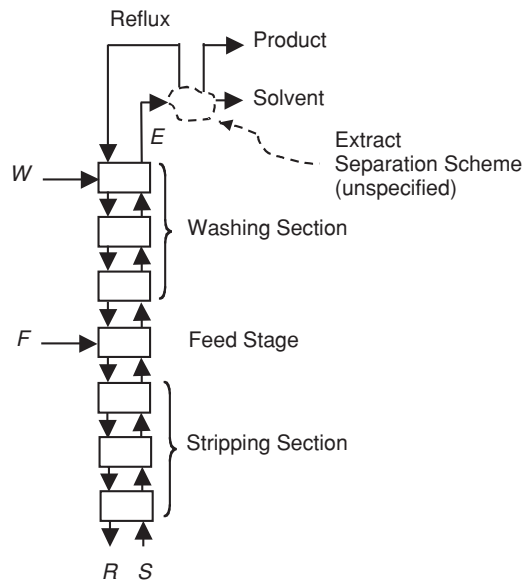 Reflux
Product
Solvent
E
Extract
Separation Scheme
(unspecified)
W
Washing Section
F
Feed Stage
Stripping Section
R S